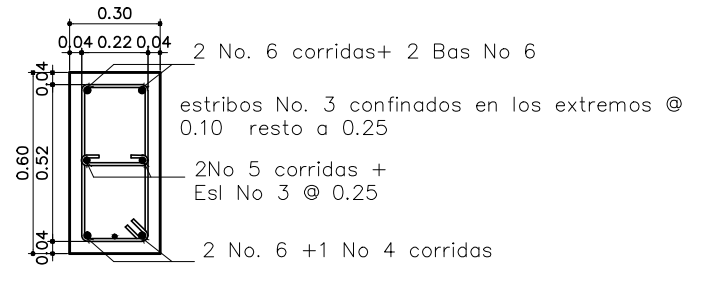 0.30
0.04 0.22 0.04
2 No. 6 corridas+ 2 Bas No 6
0.04
estribos No. 3 confinados en los extremos @
0.10 resto a 0.25
0.60
0.52
2No 5 corridas +
Esl No 3 @ 0.25
0.04
2 No. 6 +1 No 4 corridas